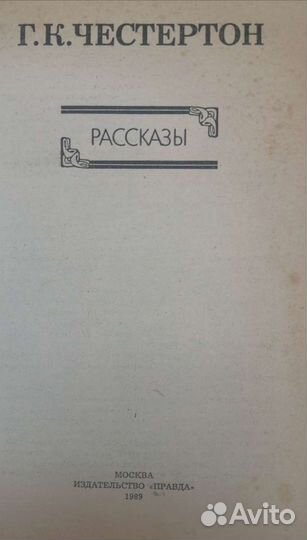 Г.К.ЧЕСТЕРТОН
РАССКАЗЫ
МОСКВА
ИЗДАТЕЛЬСТВО «ПРАВДА»
1989
Avito